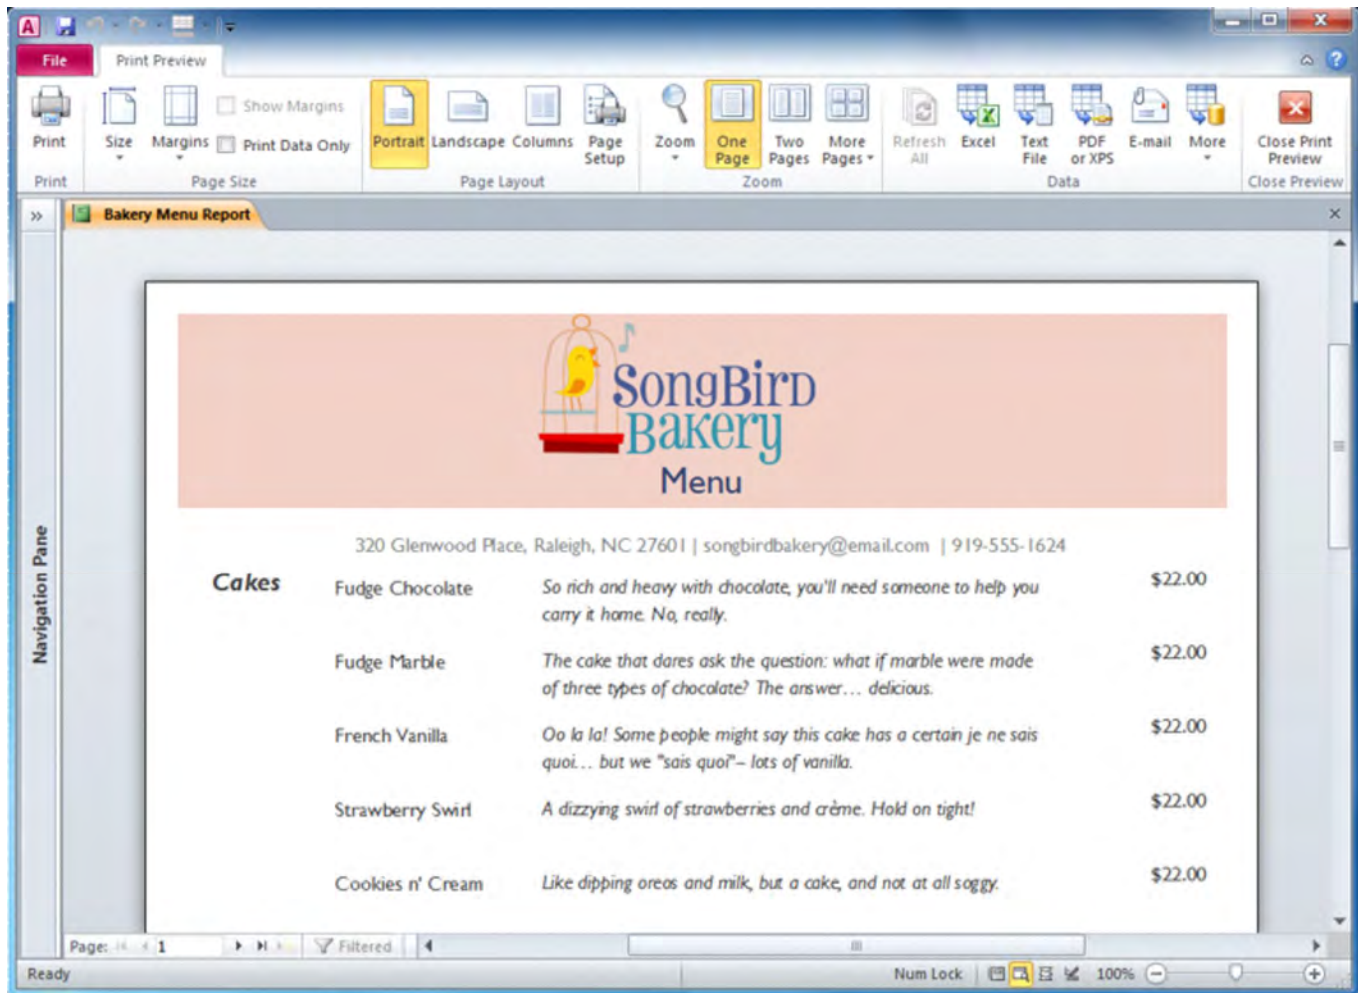 A
File
Print Preview
?
Print
Size
Margins
Show Margins
Print Data Only
Portrait
Landscape
Columns
Page Setup
Zoom
One Page
Two Pages
More Pages
Refresh All
Excel
Text File
PDF or XPS
E-mail
More
Close Print Preview
Print
Page Size
Page Layout
Zoom
Data
Close Preview
Bakery Menu Report
Navigation Pane
SongBird
Bakery
Menu
320 Glenwood Place, Raleigh, NC 27601 | songbirdbakery@email.com | 919-555-1624
Cakes Fudge Chocolate So rich and heavy with chocolate, you'll need someone to help you $22.00
carry it home. No, really.
Fudge Marble The cake that dares ask the question: what if marble were made $22.00
of three types of chocolate? The answer... delicious.
French Vanilla Oo la la! Some people might say this cake has a certain je ne sais $22.00
quoi... but we "sais quoi"– lots of vanilla.
Strawberry Swirl A dizzying swirl of strawberries and crème. Hold on tight! $22.00
Cookies n' Cream Like dipping oreos and milk, but a cake, and not at all soggy. $22.00
Page: 1 Filtered
Ready Num Lock 100%